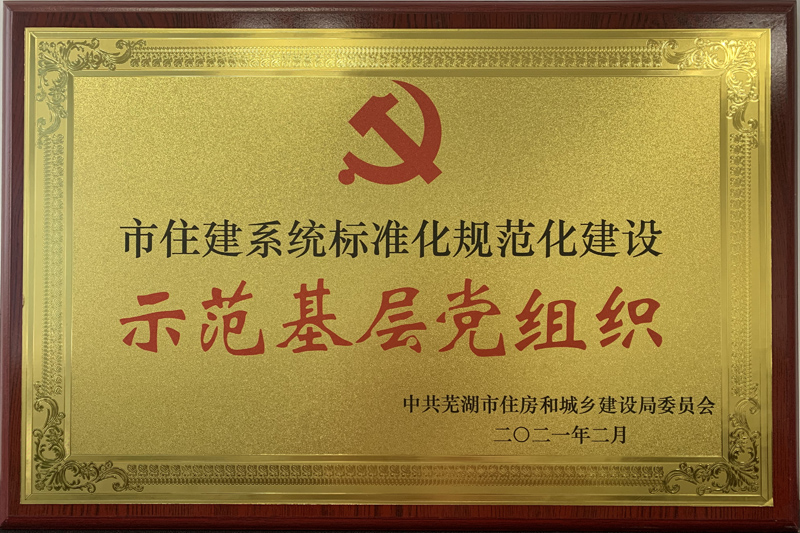 市住建系统标准化规范化建设
示范基层党组织
中共芜湖市住房和城乡建设局委员会
二〇二一年二月